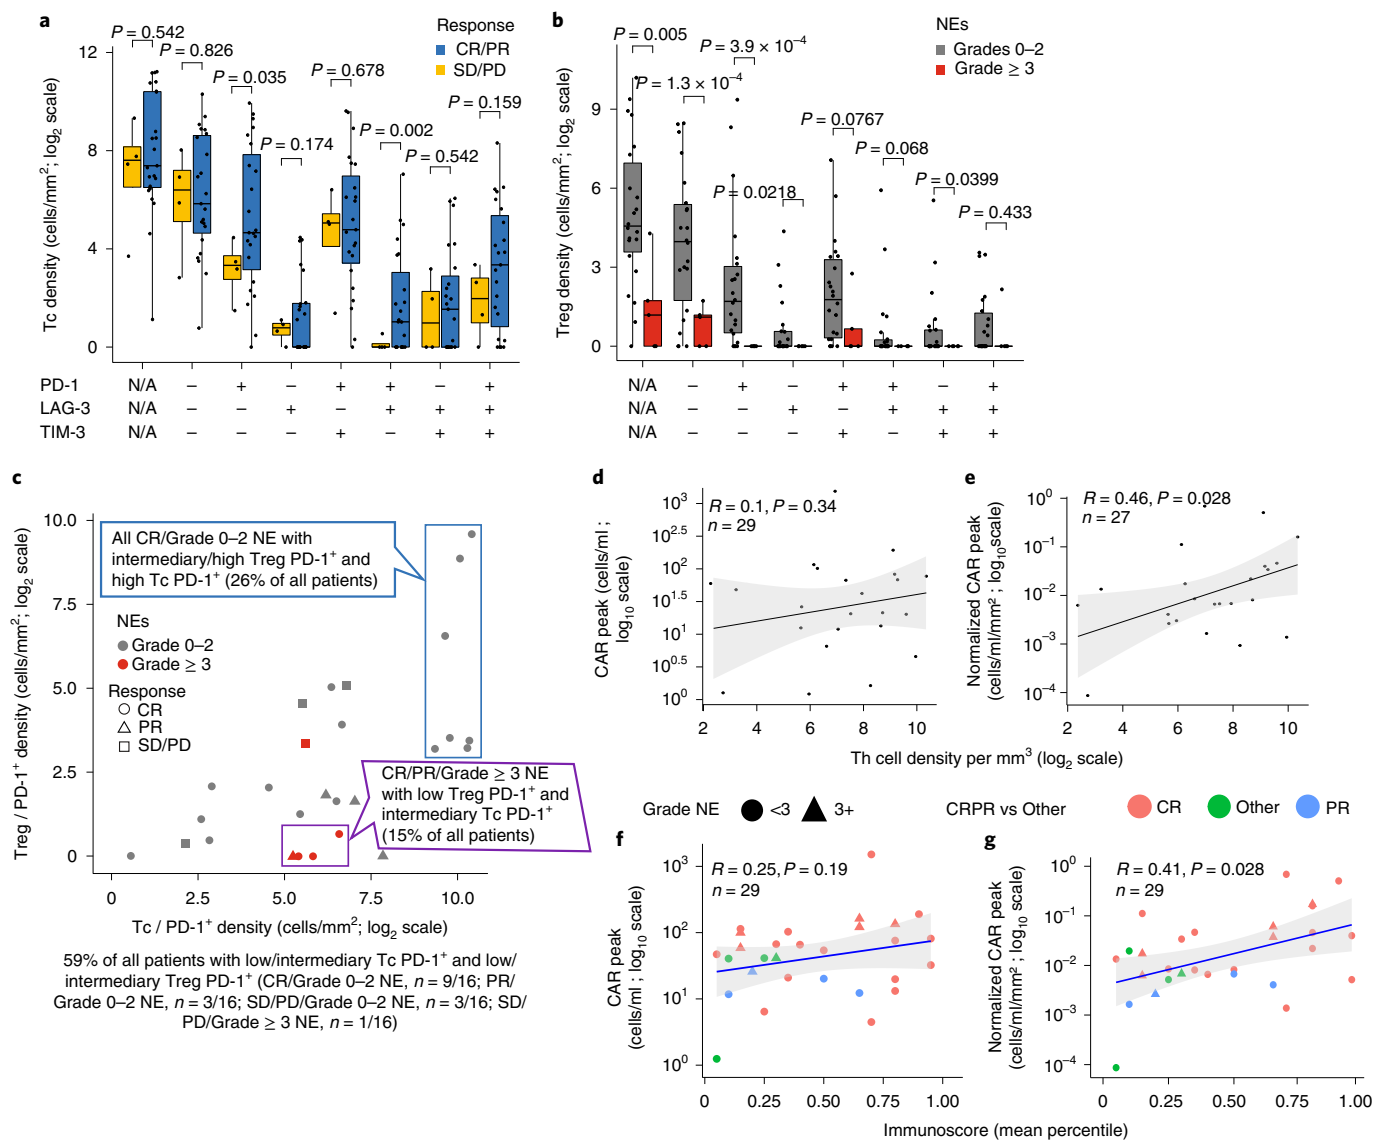 a
Response
CR/PR
SD/PD
Tc density (cells/mm²; log₂ scale)
12
8
4
0
P = 0.542
P = 0.826
P = 0.035
P = 0.174
P = 0.678
P = 0.002
P = 0.542
P = 0.159
PD-1 N/A − + − + + − +
LAG-3 N/A − − + − + + +
TIM-3 N/A − − − + − + +
b
NEs
Grades 0–2
Grade ≥ 3
Treg density (cells/mm²; log₂ scale)
9
6
3
0
P = 0.005
P = 1.3 × 10⁻⁴
P = 3.9 × 10⁻⁴
P = 0.0218
P = 0.0767
P = 0.068
P = 0.0399
P = 0.433
N/A − + − + + − +
N/A − − + − + + +
N/A − − − + − + +
c
Treg / PD-1⁺ density (cells/mm²; log₂ scale)
10.0
7.5
5.0
2.5
0
All CR/Grade 0–2 NE with
intermediary/high Treg PD-1⁺ and
high Tc PD-1⁺ (26% of all patients)
NEs
Grade 0–2
Grade ≥ 3
Response
CR
PR
SD/PD
CR/PR/Grade ≥ 3 NE
with low Treg PD-1⁺ and
intermediary Tc PD-1⁺
(15% of all patients)
0 2.5 5.0 7.5 10.0
Tc / PD-1⁺ density (cells/mm²; log₂ scale)
59% of all patients with low/intermediary Tc PD-1⁺ and low/
intermediary Treg PD-1⁺ (CR/Grade 0–2 NE, n = 9/16; PR/
Grade 0–2 NE, n = 3/16; SD/PD/Grade 0–2 NE, n = 3/16; SD/
PD/Grade ≥ 3 NE, n = 1/16)
d
CAR peak (cells/ml ;
log₁₀ scale)
10³
10²·⁵
10²
10¹·⁵
10¹
10⁰·⁵
10⁰
R = 0.1, P = 0.34
n = 29
2 4 6 8 10
e
Normalized CAR peak
(cells/ml/mm² ; log₁₀scale)
10⁰
10⁻¹
10⁻²
10⁻³
10⁻⁴
R = 0.46, P = 0.028
n = 27
2 4 6 8 10
Th cell density per mm³ (log₂ scale)
Grade NE <3 3+
CRPR vs Other CR Other PR
f
CAR peak
(cells/ml ; log₁₀ scale)
10³
10²
10¹
10⁰
R = 0.25, P = 0.19
n = 29
0 0.25 0.50 0.75 1.00
g
Normalized CAR peak
(cells/ml/mm² ; log₁₀ scale)
10⁰
10⁻¹
10⁻²
10⁻³
10⁻⁴
R = 0.41, P = 0.028
n = 29
0 0.25 0.50 0.75 1.00
Immunoscore (mean percentile)